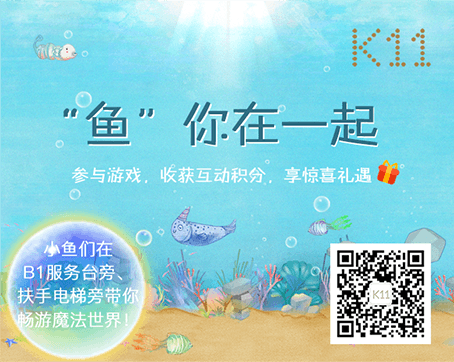 K11
“鱼”你在一起
参与游戏，收获互动积分，享惊喜礼遇
小鱼们在
B1服务台旁、
扶手电梯旁带你
畅游魔法世界！
K11